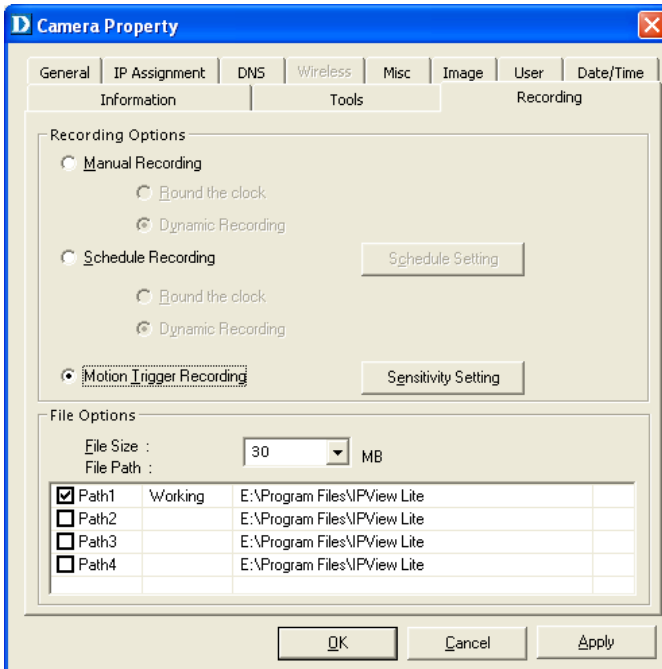 D Camera Property
General IP Assignment DNS Wireless Misc Image User Date/Time
Information Tools Recording
Recording Options
Manual Recording
Round the clock
Dynamic Recording
Schedule Recording Schedule Setting
Round the clock
Dynamic Recording
Motion Trigger Recording Sensitivity Setting
File Options
File Size : 30 MB
File Path :
Path1 Working E:\Program Files\IPView Lite
Path2 E:\Program Files\IPView Lite
Path3 E:\Program Files\IPView Lite
Path4 E:\Program Files\IPView Lite
OK Cancel Apply